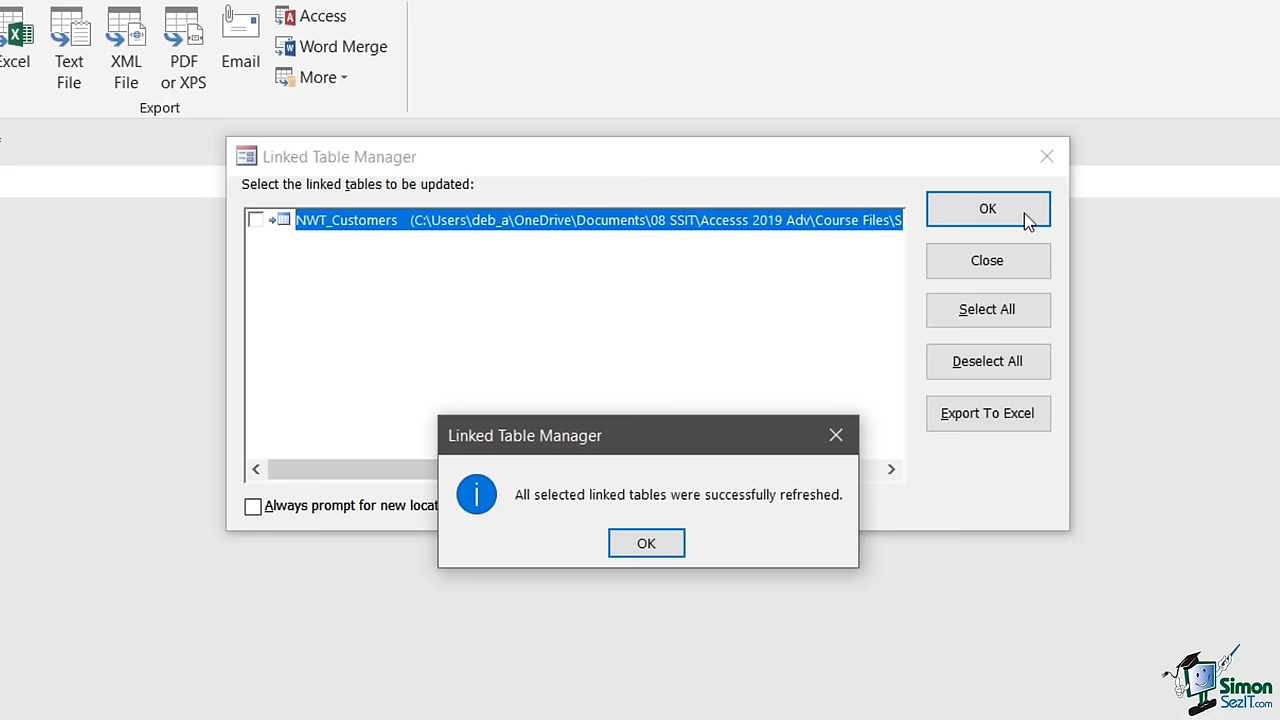 Excel
Text
File
XML
File
PDF
or XPS
Email
Access
Word Merge
More
Export
Linked Table Manager
Select the linked tables to be updated:
NWT_Customers (C:\Users\deb_a\OneDrive\Documents\08 SSIT\Accesss 2019 Adv\Course Files\S
OK
Close
Select All
Deselect All
Export To Excel
Always prompt for new locat
Linked Table Manager
All selected linked tables were successfully refreshed.
OK
Simon
SezIT.com